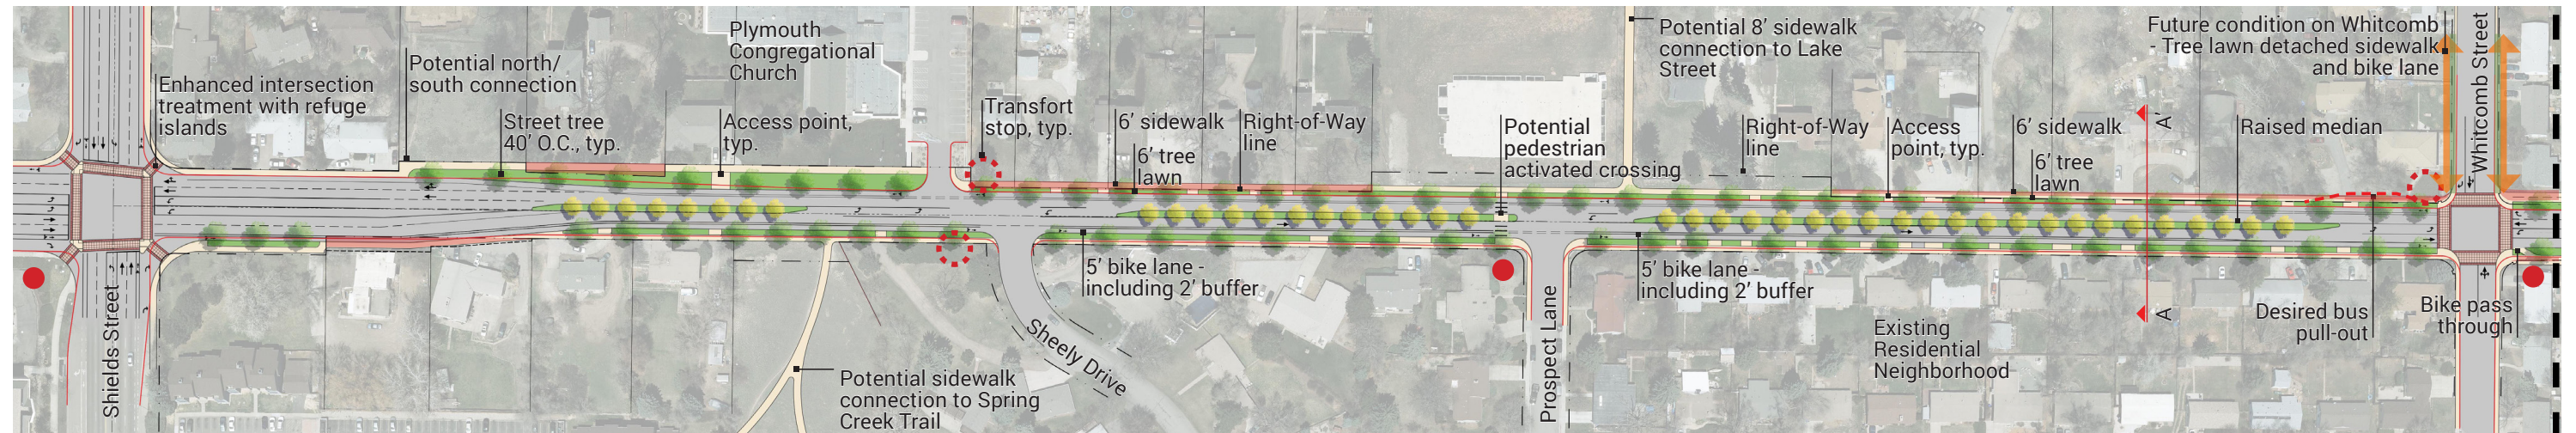 Enhanced intersection
treatment with refuge
islands
Potential north/
south connection
Street tree
40' O.C., typ.
Plymouth
Congregational
Church
Access point,
typ.
Transfort
stop, typ.
6' sidewalk
6' tree
lawn
Right-of-Way
line
Potential
pedestrian
activated crossing
Potential 8' sidewalk
connection to Lake
Street
Right-of-Way
line
Access
point, typ.
6' sidewalk
6' tree
lawn
A'
Raised median
Future condition on Whitcomb
- Tree lawn detached sidewalk
and bike lane
Whitcomb Street
Shields Street
Potential sidewalk
connection to Spring
Creek Trail
Sheely Drive
5' bike lane -
including 2' buffer
Prospect Lane
5' bike lane -
including 2' buffer
Existing
Residential
Neighborhood
A
Desired bus
pull-out
Bike pass
through